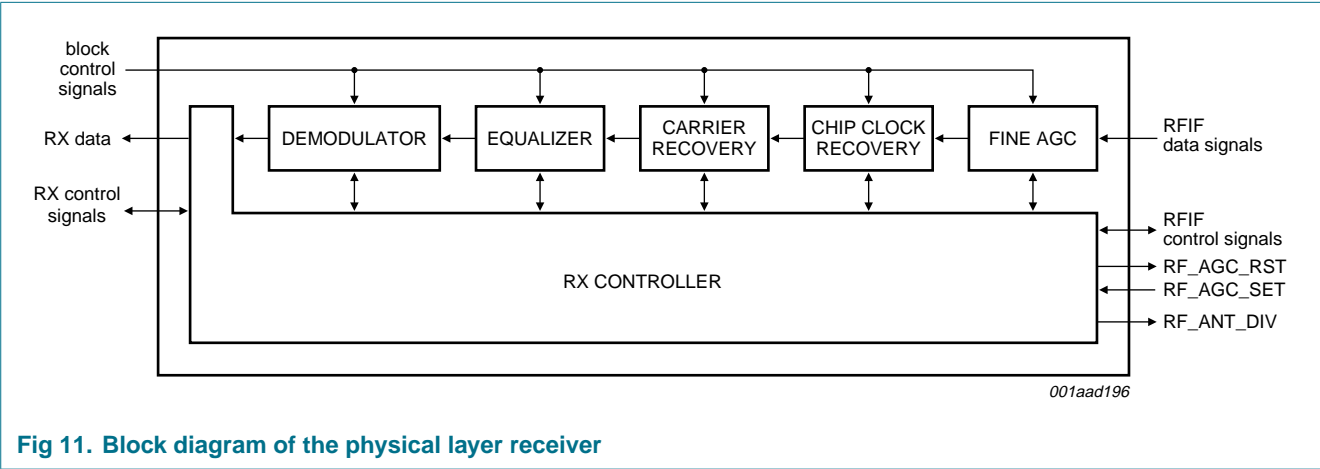 block
control
signals
RX data
RX control
signals
DEMODULATOR
EQUALIZER
CARRIER
RECOVERY
CHIP CLOCK
RECOVERY
FINE AGC
RFIF
data signals
RX CONTROLLER
RFIF
control signals
RF_AGC_RST
RF_AGC_SET
RF_ANT_DIV
001aad196
Fig 11. Block diagram of the physical layer receiver